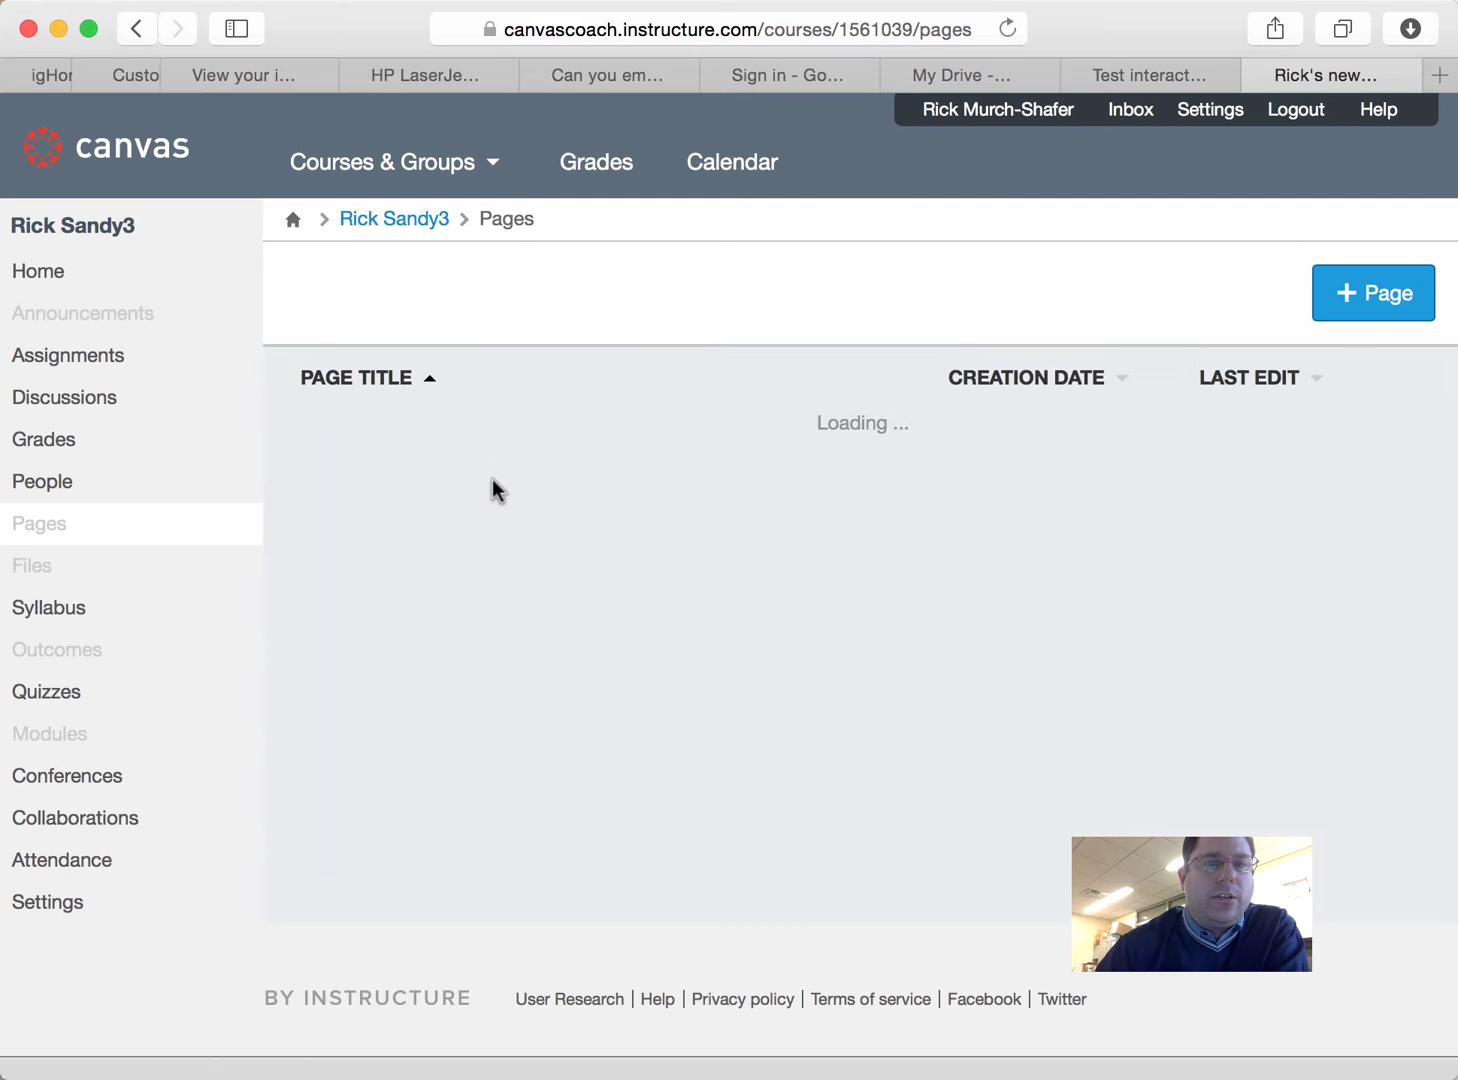 canvascoach.instructure.com/courses/1561039/pages
igHor
Custo
View your i...
HP LaserJe...
Can you em...
Sign in - Go...
My Drive -...
Test interact...
Rick's new...
Rick Murch-Shafer Inbox Settings Logout Help
canvas
Courses & Groups Grades Calendar
Rick Sandy3
Home
Announcements
Assignments
Discussions
Grades
People
Pages
Files
Syllabus
Outcomes
Quizzes
Modules
Conferences
Collaborations
Attendance
Settings
Rick Sandy3 > Pages
+ Page
PAGE TITLE CREATION DATE LAST EDIT
Loading ...
BY INSTRUCTURE User Research | Help | Privacy policy | Terms of service | Facebook | Twitter